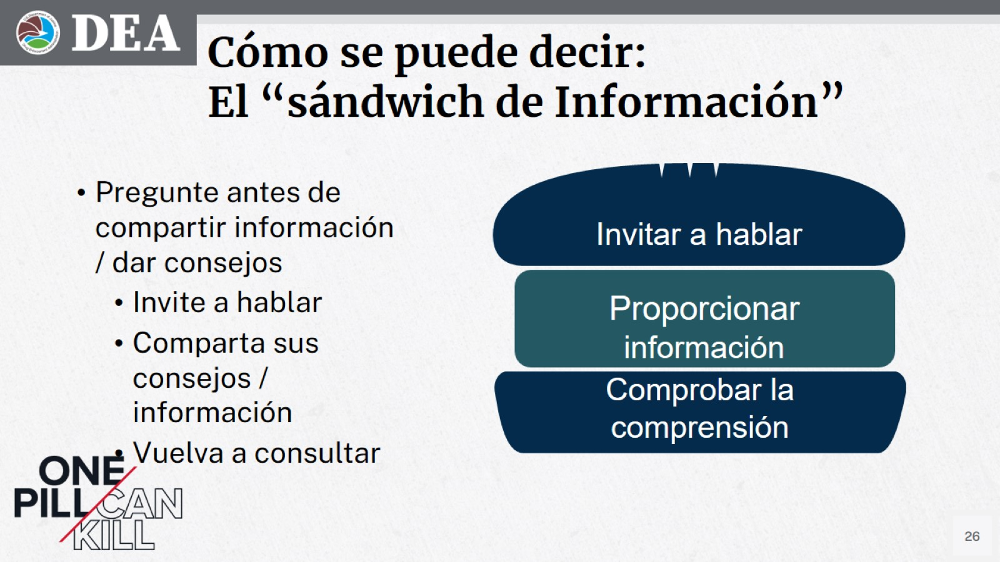 DEA
Cómo se puede decir:
El “sándwich de Información”
• Pregunte antes de
compartir información
/ dar consejos
• Invite a hablar
• Comparta sus
consejos /
información
• Vuelva a consultar
Invitar a hablar
Proporcionar
información
Comprobar la
comprensión
ONE
PILL CAN
KILL
26